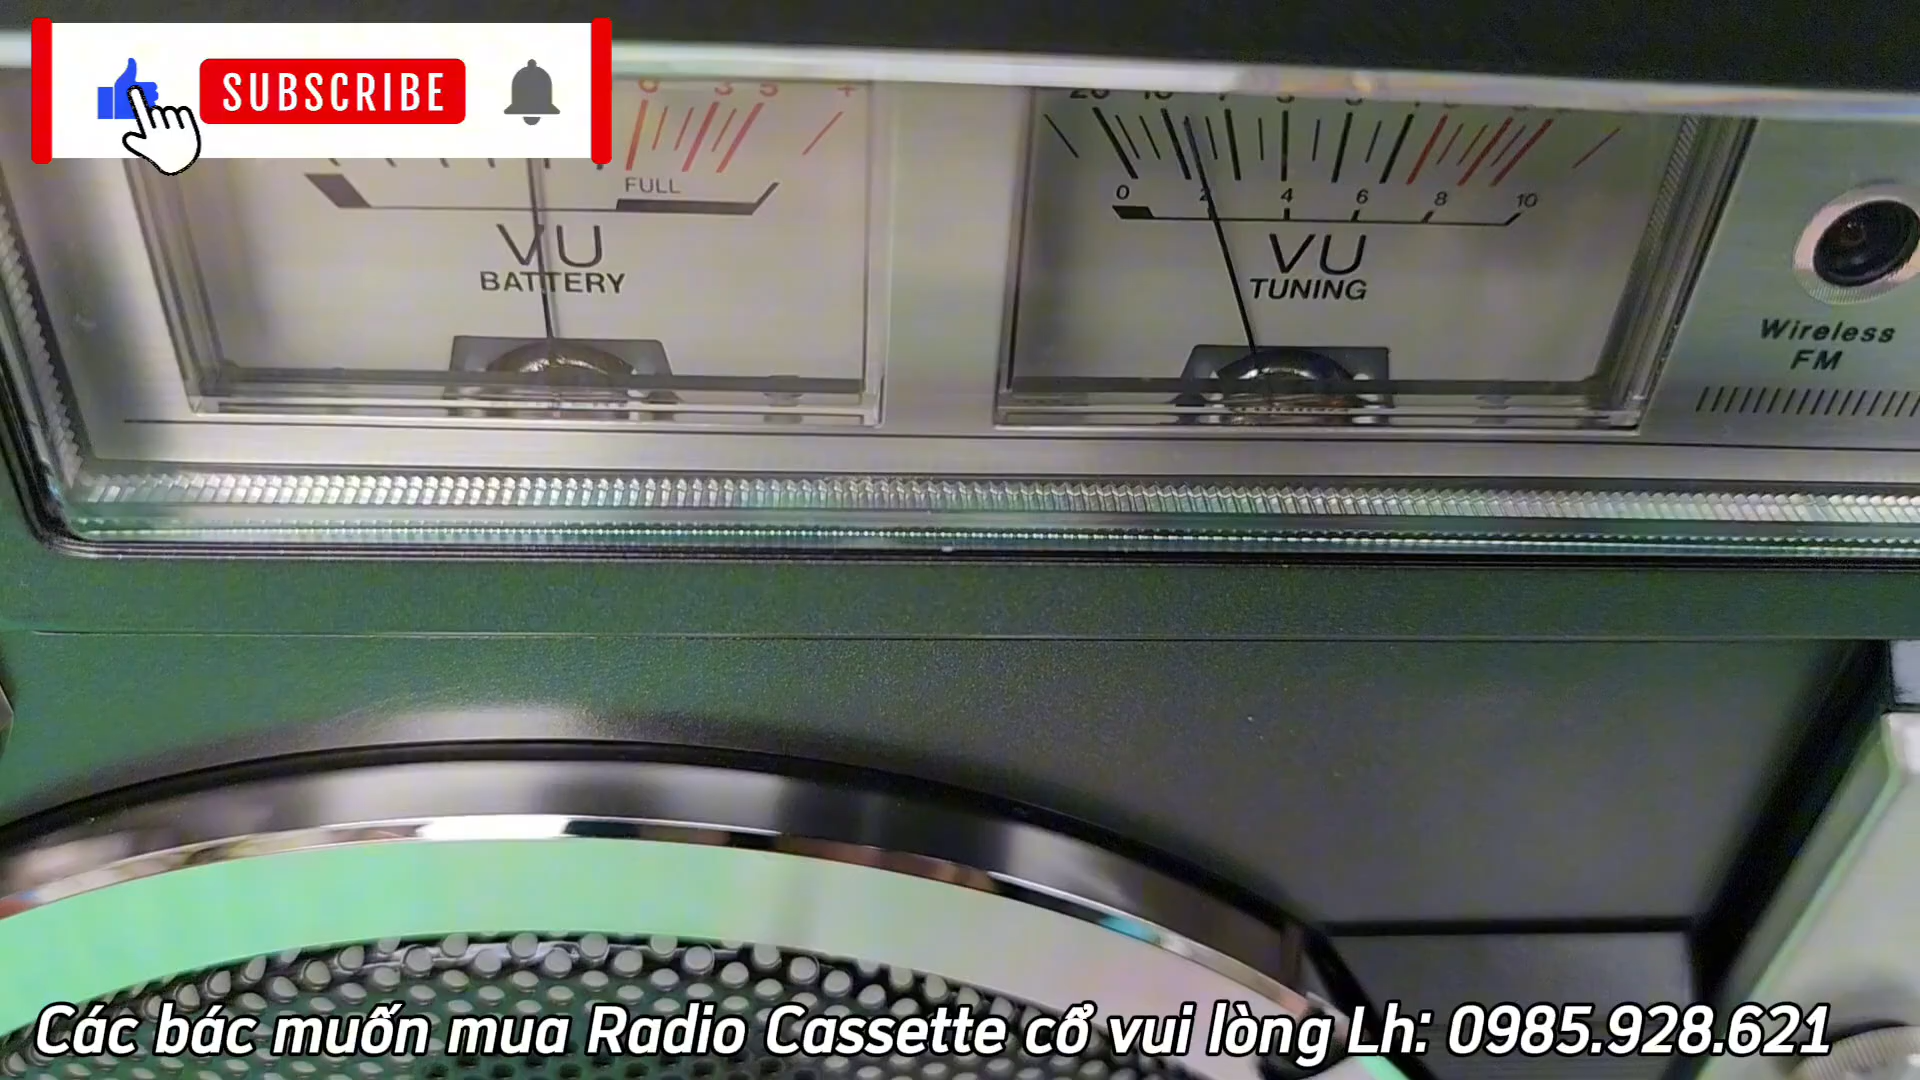 SUBSCRIBE
FULL
VU
BATTERY
0 2 4 6 8 10
VU
TUNING
Wireless
FM
Các bác muốn mua Radio Cassette cổ vui lòng Lh: 0985.928.621